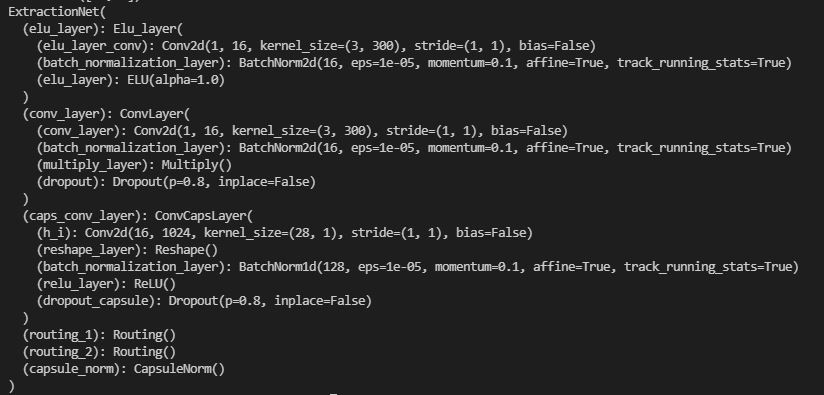 ExtractionNet(
  (elu_layer): Elu_layer(
    (elu_layer_conv): Conv2d(1, 16, kernel_size=(3, 300), stride=(1, 1), bias=False)
    (batch_normalization_layer): BatchNorm2d(16, eps=1e-05, momentum=0.1, affine=True, track_running_stats=True)
    (elu_layer): ELU(alpha=1.0)
  )
  (conv_layer): ConvLayer(
    (conv_layer): Conv2d(1, 16, kernel_size=(3, 300), stride=(1, 1), bias=False)
    (batch_normalization_layer): BatchNorm2d(16, eps=1e-05, momentum=0.1, affine=True, track_running_stats=True)
    (multiply_layer): Multiply()
    (dropout): Dropout(p=0.8, inplace=False)
  )
  (caps_conv_layer): ConvCapsLayer(
    (h_i): Conv2d(16, 1024, kernel_size=(28, 1), stride=(1, 1), bias=False)
    (reshape_layer): Reshape()
    (batch_normalization_layer): BatchNorm1d(128, eps=1e-05, momentum=0.1, affine=True, track_running_stats=True)
    (relu_layer): ReLU()
    (dropout_capsule): Dropout(p=0.8, inplace=False)
  )
  (routing_1): Routing()
  (routing_2): Routing()
  (capsule_norm): CapsuleNorm()
)